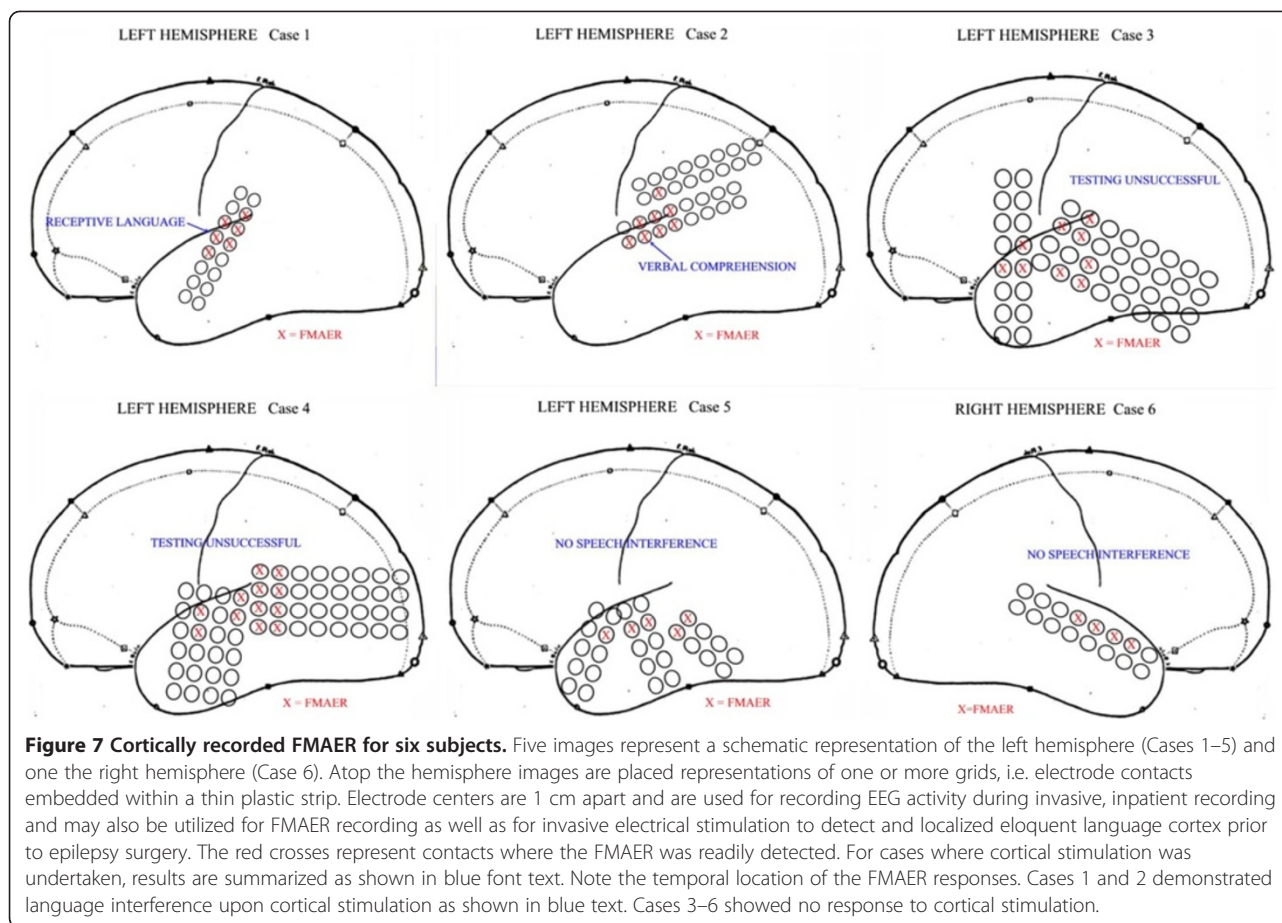 LEFT HEMISPHERE Case 1
RECEPTIVE LANGUAGE
X = FMAER
LEFT HEMISPHERE Case 2
VERBAL COMPREHENSION
X = FMAER
LEFT HEMISPHERE Case 3
TESTING UNSUCCESSFUL
X = FMAER
LEFT HEMISPHERE Case 4
TESTING UNSUCCESSFUL
X = FMAER
LEFT HEMISPHERE Case 5
NO SPEECH INTERFERENCE
X = FMAER
RIGHT HEMISPHERE Case 6
NO SPEECH INTERFERENCE
X=FMAER
Figure 7 Cortically recorded FMAER for six subjects. Five images represent a schematic representation of the left hemisphere (Cases 1–5) and
one the right hemisphere (Case 6). Atop the hemisphere images are placed representations of one or more grids, i.e. electrode contacts
embedded within a thin plastic strip. Electrode centers are 1 cm apart and are used for recording EEG activity during invasive, inpatient recording
and may also be utilized for FMAER recording as well as for invasive electrical stimulation to detect and localized eloquent language cortex prior
to epilepsy surgery. The red crosses represent contacts where the FMAER was readily detected. For cases where cortical stimulation was
undertaken, results are summarized as shown in blue font text. Note the temporal location of the FMAER responses. Cases 1 and 2 demonstrated
language interference upon cortical stimulation as shown in blue text. Cases 3–6 showed no response to cortical stimulation.